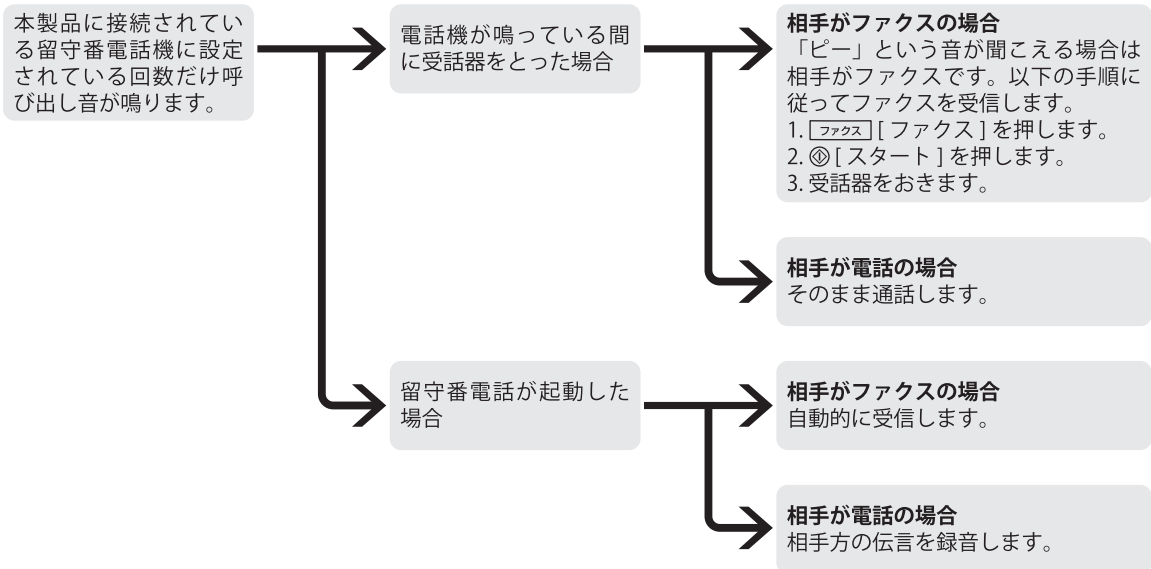 本製品に接続されてい
る留守番電話機に設定
されている回数だけ呼
び出し音が鳴ります。
電話機が鳴っている間
に受話器をとった場合
相手がファクスの場合
「ピー」という音が聞こえる場合は
相手がファクスです。以下の手順に
従ってファクスを受信します。
1. ファクス [ ファクス ] を押します。
2. [ スタート ] を押します。
3. 受話器をおきます。
相手が電話の場合
そのまま通話します。
留守番電話が起動した
場合
相手がファクスの場合
自動的に受信します。
相手が電話の場合
相手方の伝言を録音します。